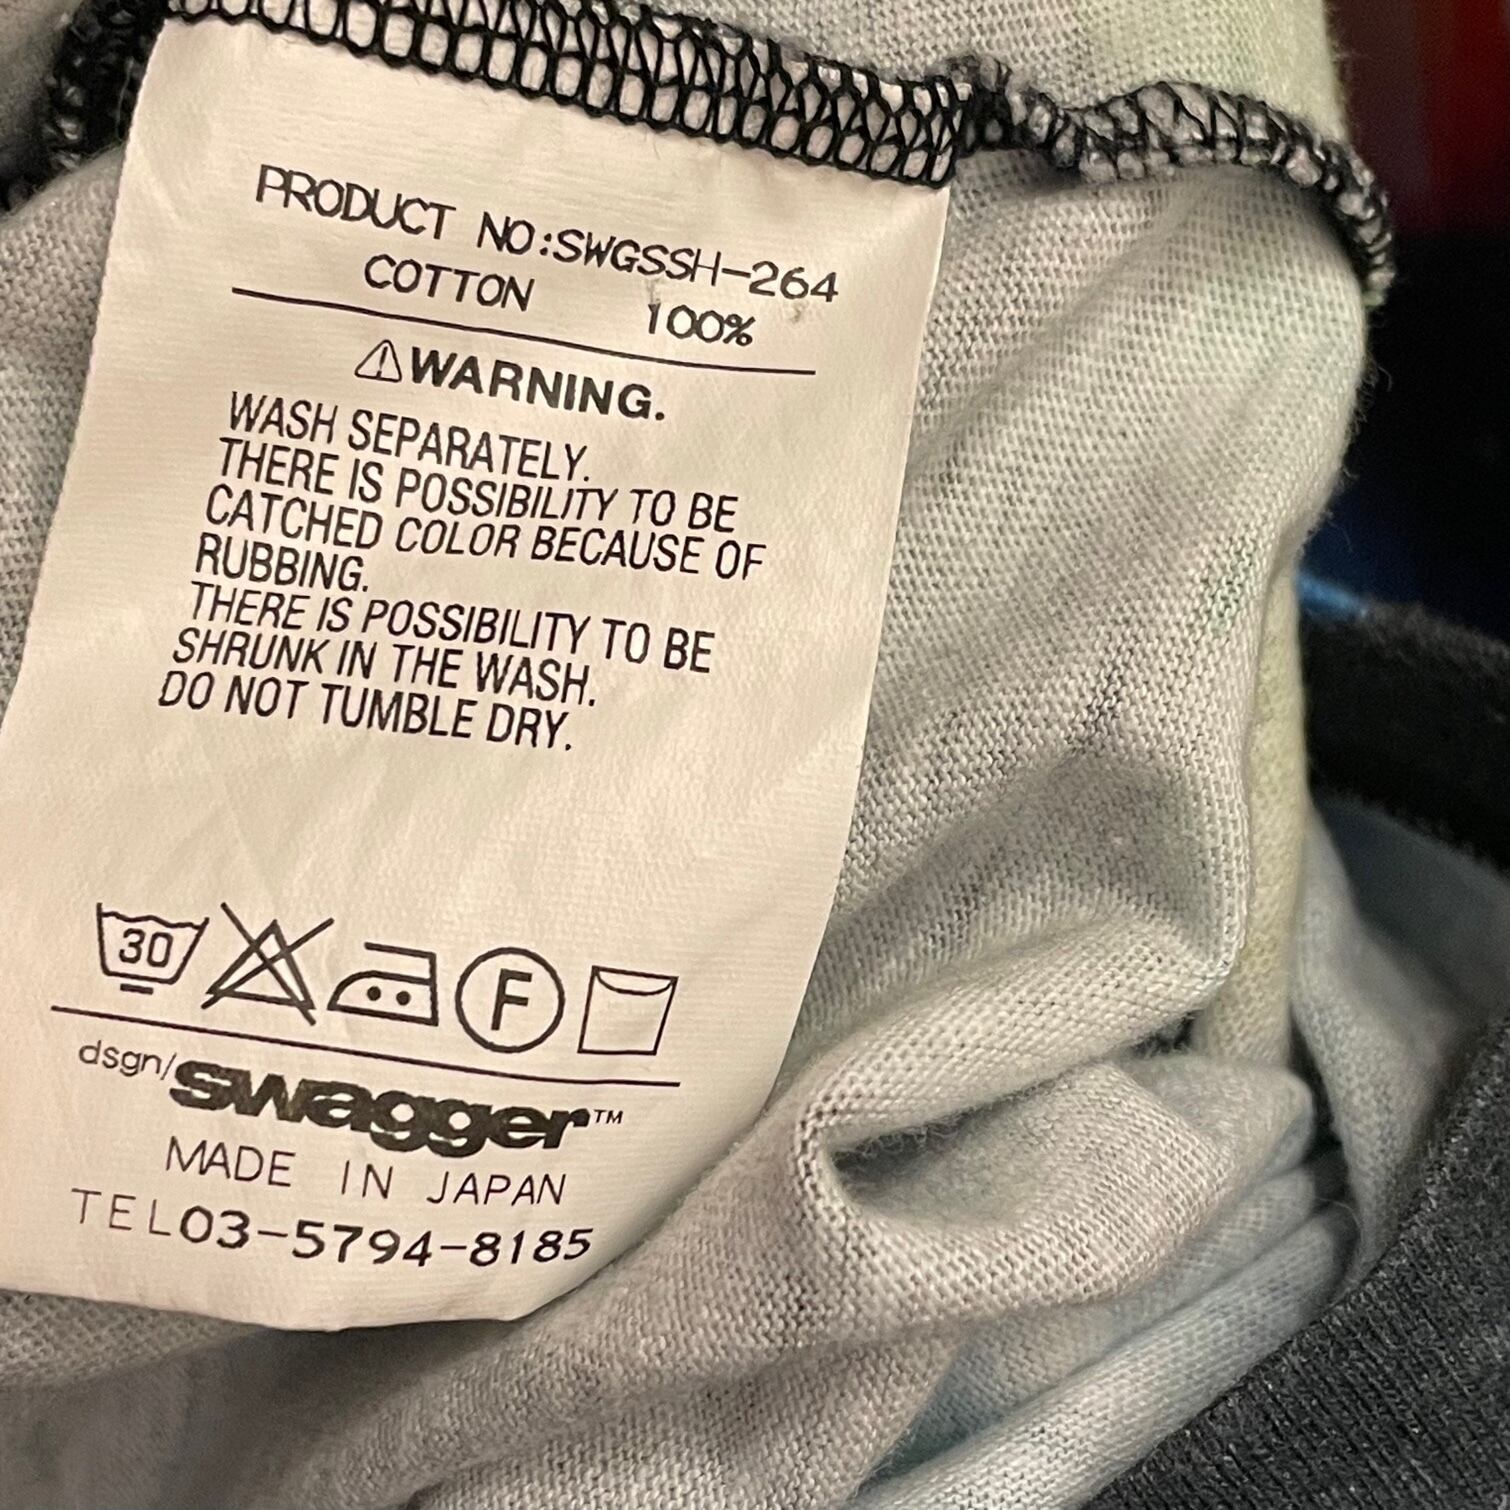 PRODUCT NO:SWGSSH-264
COTTON 100%
⚠WARNING.
WASH SEPARATELY.
THERE IS POSSIBILITY TO BE
CATCHED COLOR BECAUSE OF
RUBBING.
THERE IS POSSIBILITY TO BE
SHRUNK IN THE WASH.
DO NOT TUMBLE DRY.
30 F
dsgn/swagger™
MADE IN JAPAN
TEL03-5794-8185